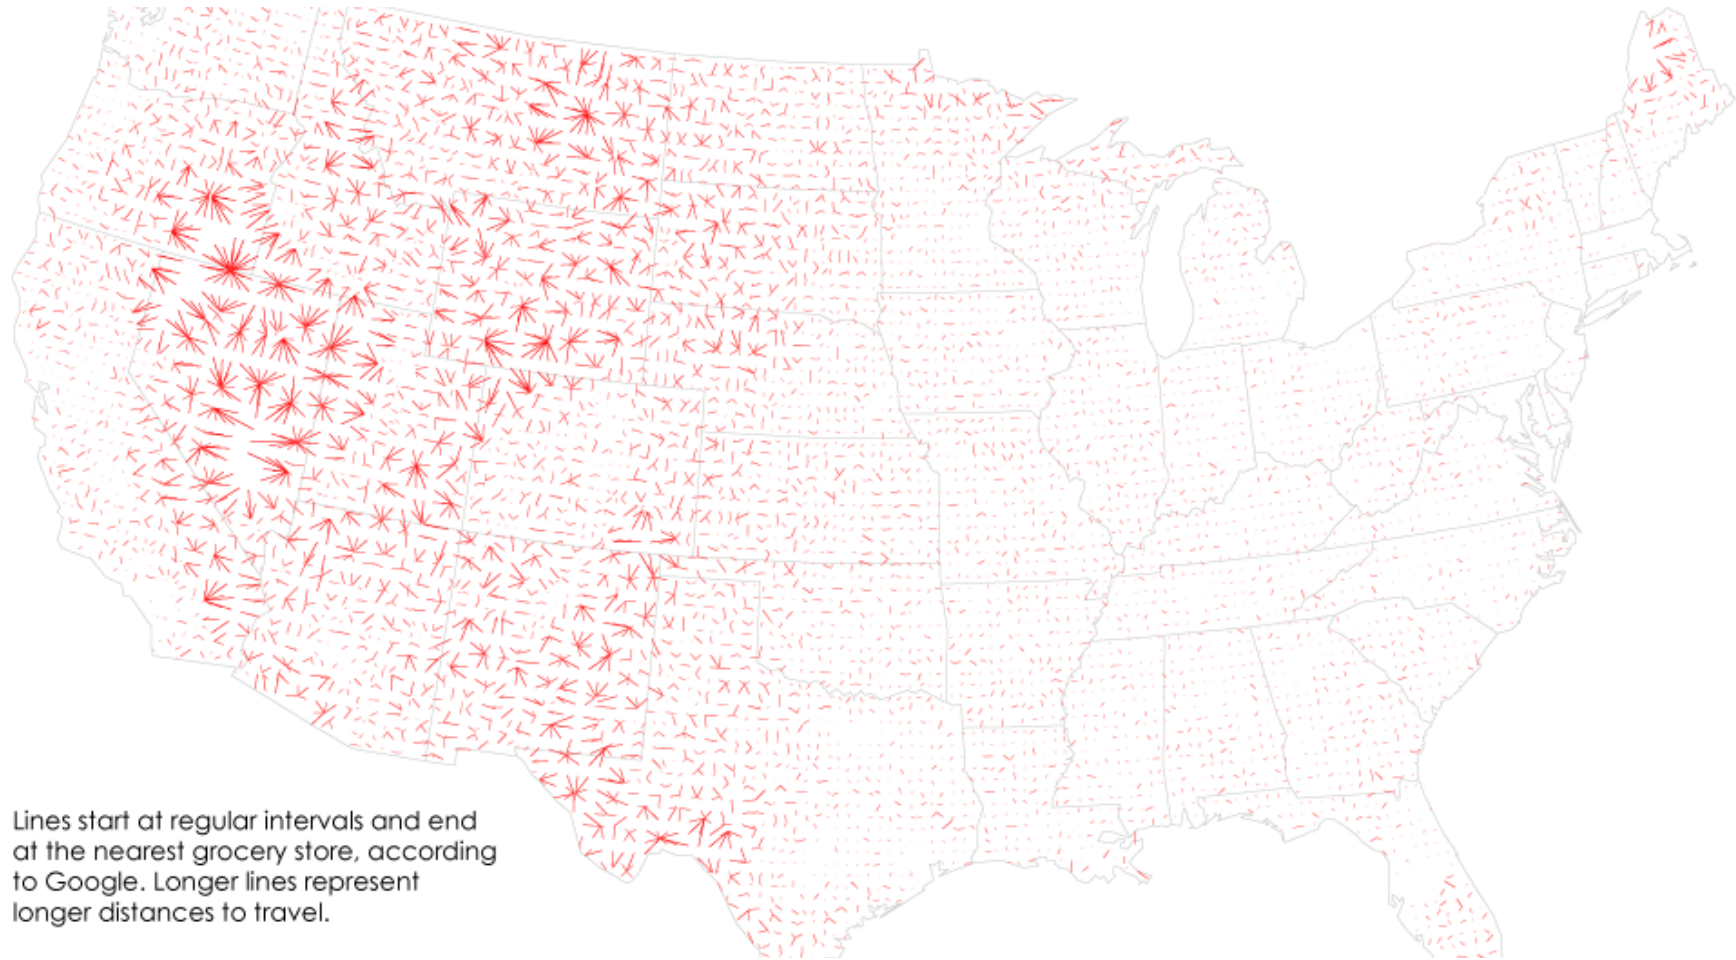 Lines start at regular intervals and end
at the nearest grocery store, according
to Google. Longer lines represent
longer distances to travel.